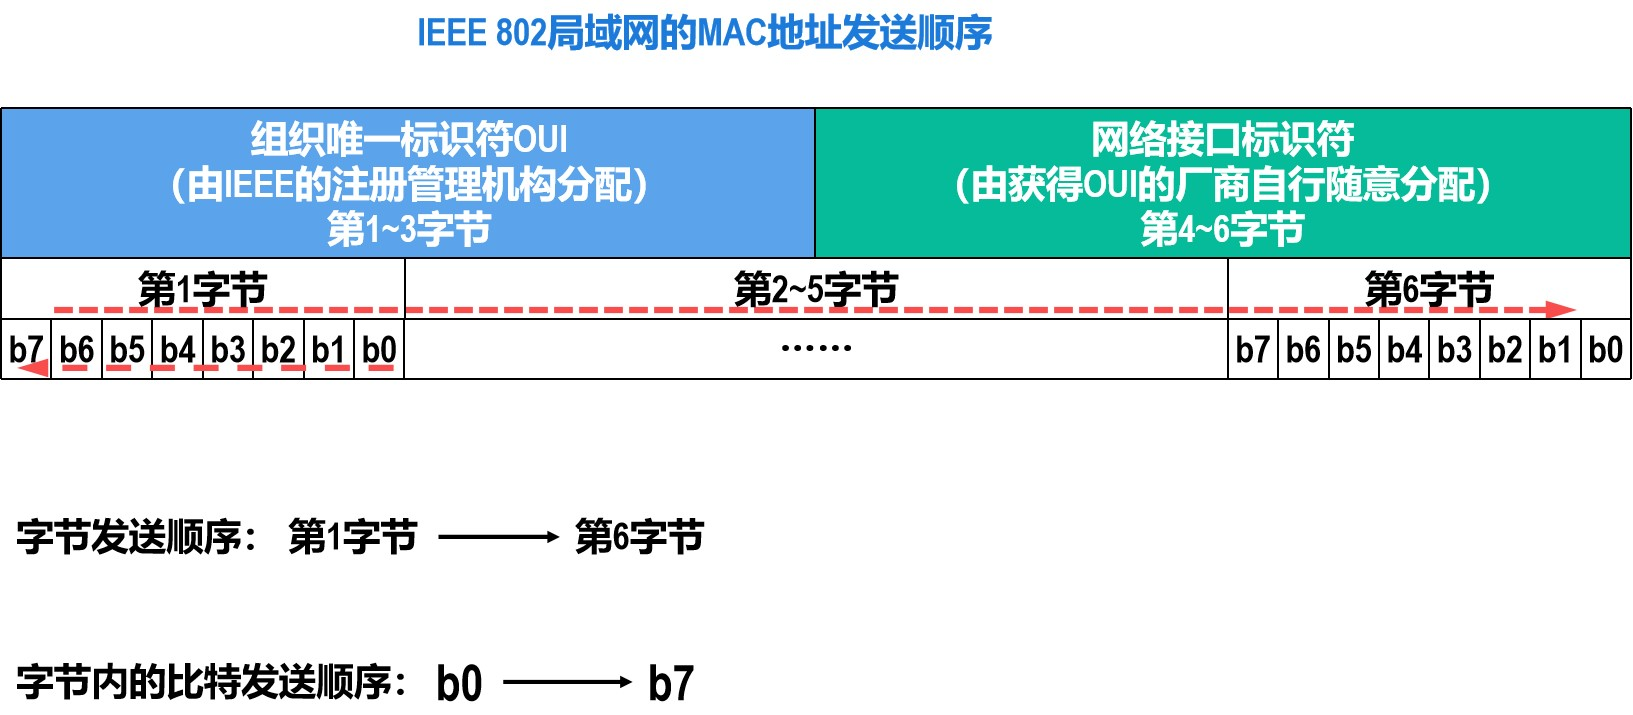 IEEE 802局域网的MAC地址发送顺序
组织唯一标识符OUI
（由IEEE的注册管理机构分配）
第1~3字节
网络接口标识符
（由获得OUI的厂商自行随意分配）
第4~6字节
第1字节 第2~5字节 第6字节
b7 b6 b5 b4 b3 b2 b1 b0 …… b7 b6 b5 b4 b3 b2 b1 b0
字节发送顺序： 第1字节 第6字节
字节内的比特发送顺序： b0 b7